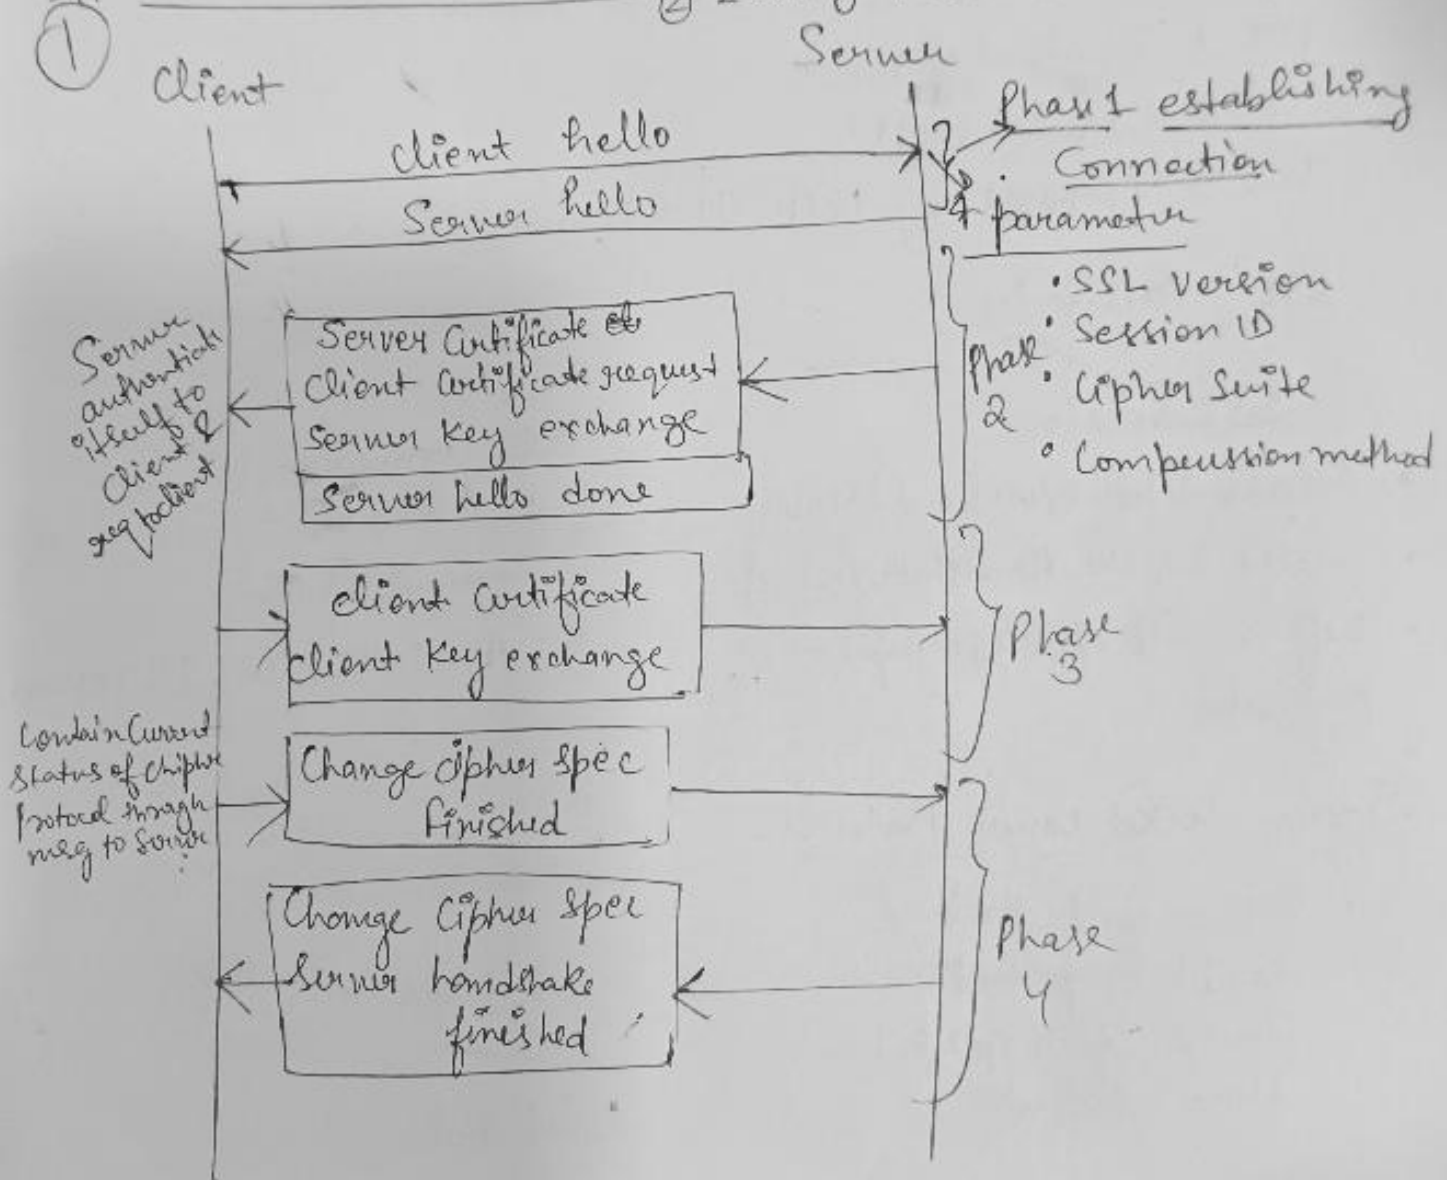 1
2
Client
Server
Client hello
Server hello
Phase 1 establishing
Connection
parameter
• SSL Version
• Session ID
• Cipher Suite
• Compression method
Server
authenticate
itself to
Client &
req to client
Server Certificate &
Client Certificate request
Server Key exchange
Server hello done
Phase
2
Client Certificate
Client Key exchange
Phase
3
Contain Current
Status of Chipher
Protocol through
msg to Server
Change Cipher Spec
finished
Change Cipher Spec
Server handshake
finished
Phase
4